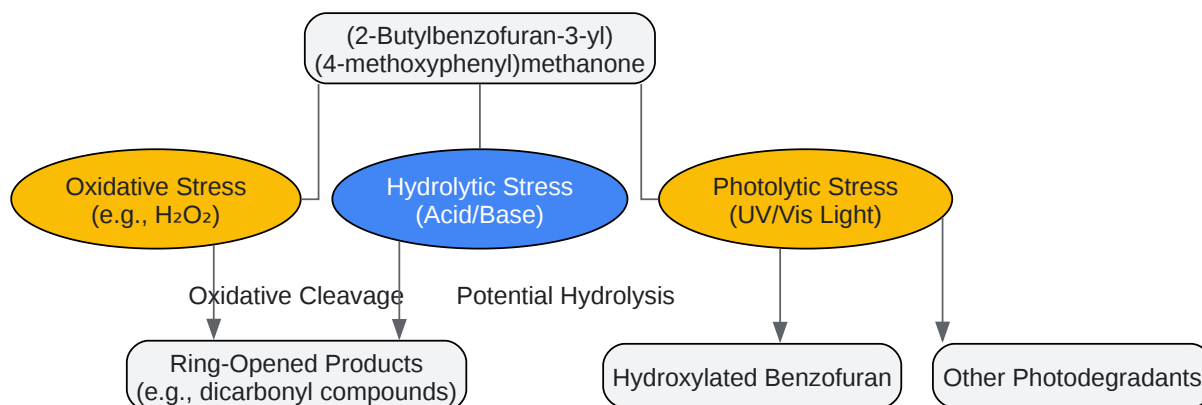 (2-Butylbenzofuran-3-yl)
(4-methoxyphenyl)methanone
Oxidative Stress
(e.g., H₂O₂)
Hydrolytic Stress
(Acid/Base)
Photolytic Stress
(UV/Vis Light)
Oxidative Cleavage
Potential Hydrolysis
Ring-Opened Products
(e.g., dicarbonyl compounds)
Hydroxylated Benzofuran
Other Photodegradants